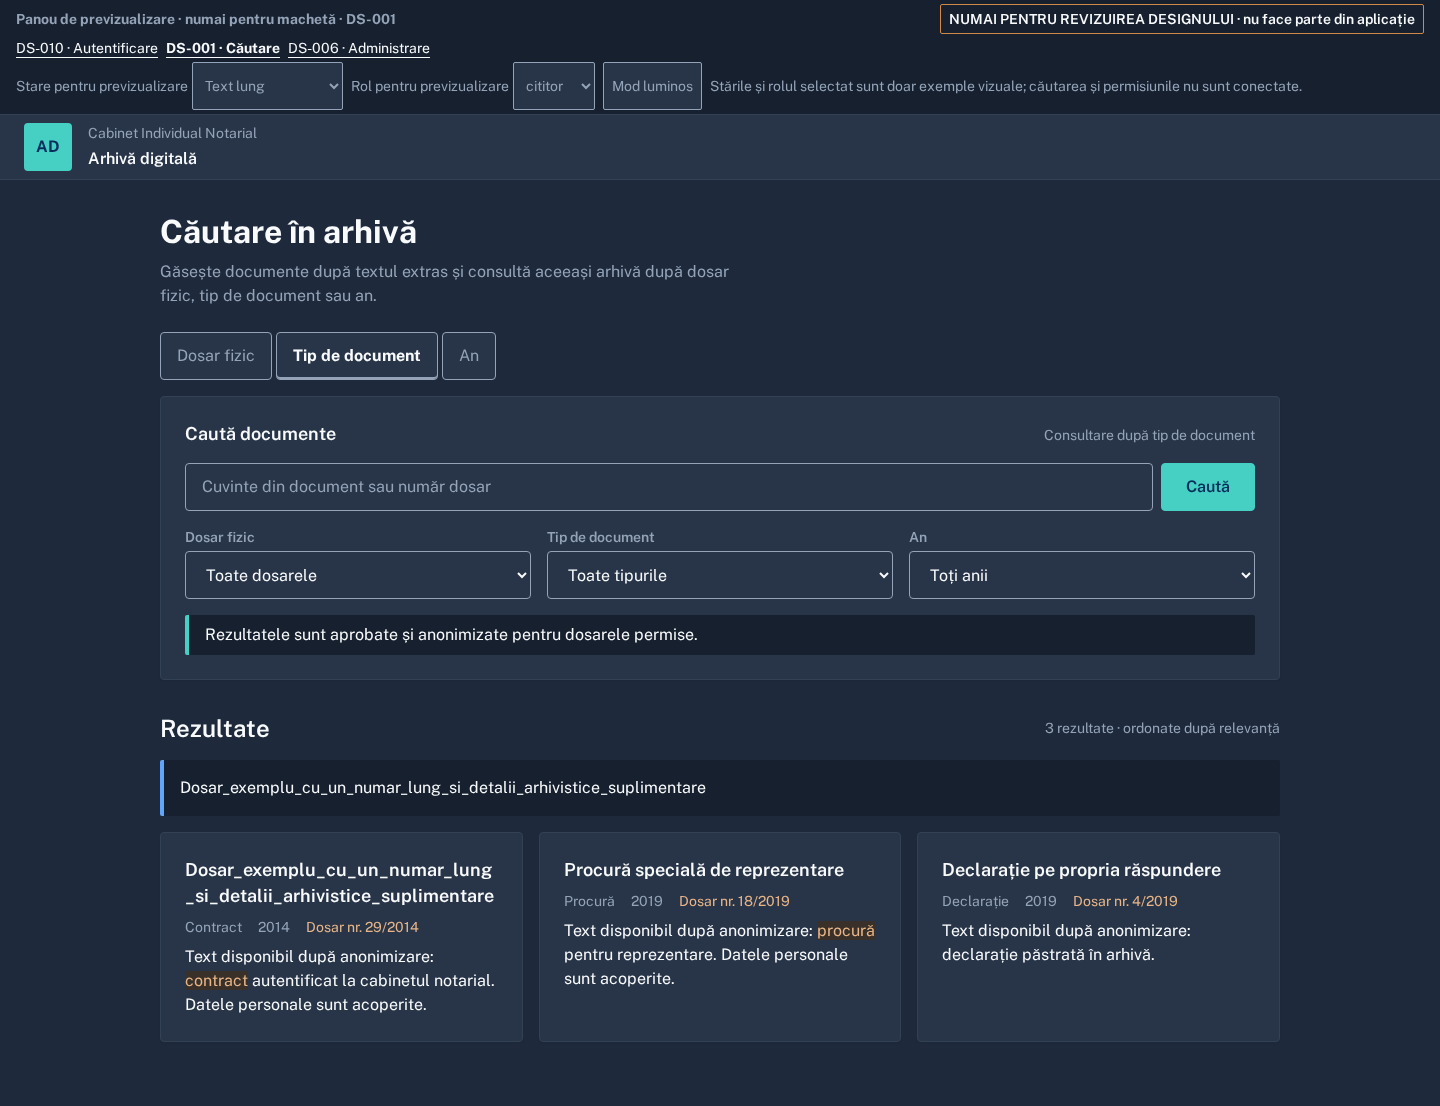 Panou de previzualizare · numai pentru machetă · DS-001
NUMAI PENTRU REVIZUIREA DESIGNULUI · nu face parte din aplicație
DS-010 · Autentificare DS-001 · Căutare DS-006 · Administrare
Stare pentru previzualizare Text lung Rol pentru previzualizare cititor Mod luminos Stările și rolul selectat sunt doar exemple vizuale; căutarea și permisiunile nu sunt conectate.
AD
Cabinet Individual Notarial
Arhivă digitală
Căutare în arhivă
Găsește documente după textul extras și consultă aceeași arhivă după dosar
fizic, tip de document sau an.
Dosar fizic Tip de document An
Caută documente
Consultare după tip de document
Cuvinte din document sau număr dosar Caută
Dosar fizic Tip de document An
Toate dosarele Toate tipurile Toți anii
Rezultatele sunt aprobate și anonimizate pentru dosarele permise.
Rezultate
3 rezultate · ordonate după relevanță
Dosar_exemplu_cu_un_numar_lung_si_detalii_arhivistice_suplimentare
Dosar_exemplu_cu_un_numar_lung
_si_detalii_arhivistice_suplimentare
Contract 2014 Dosar nr. 29/2014
Text disponibil după anonimizare:
contract autentificat la cabinetul notarial.
Datele personale sunt acoperite.
Procură specială de reprezentare
Procură 2019 Dosar nr. 18/2019
Text disponibil după anonimizare: procură
pentru reprezentare. Datele personale
sunt acoperite.
Declarație pe propria răspundere
Declarație 2019 Dosar nr. 4/2019
Text disponibil după anonimizare:
declarație păstrată în arhivă.